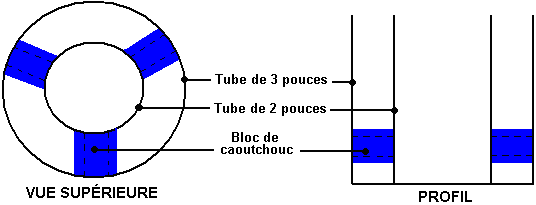 Tube de 3 pouces
Tube de 2 pouces
Bloc de
caoutchouc
VUE SUPÉRIEURE
PROFIL